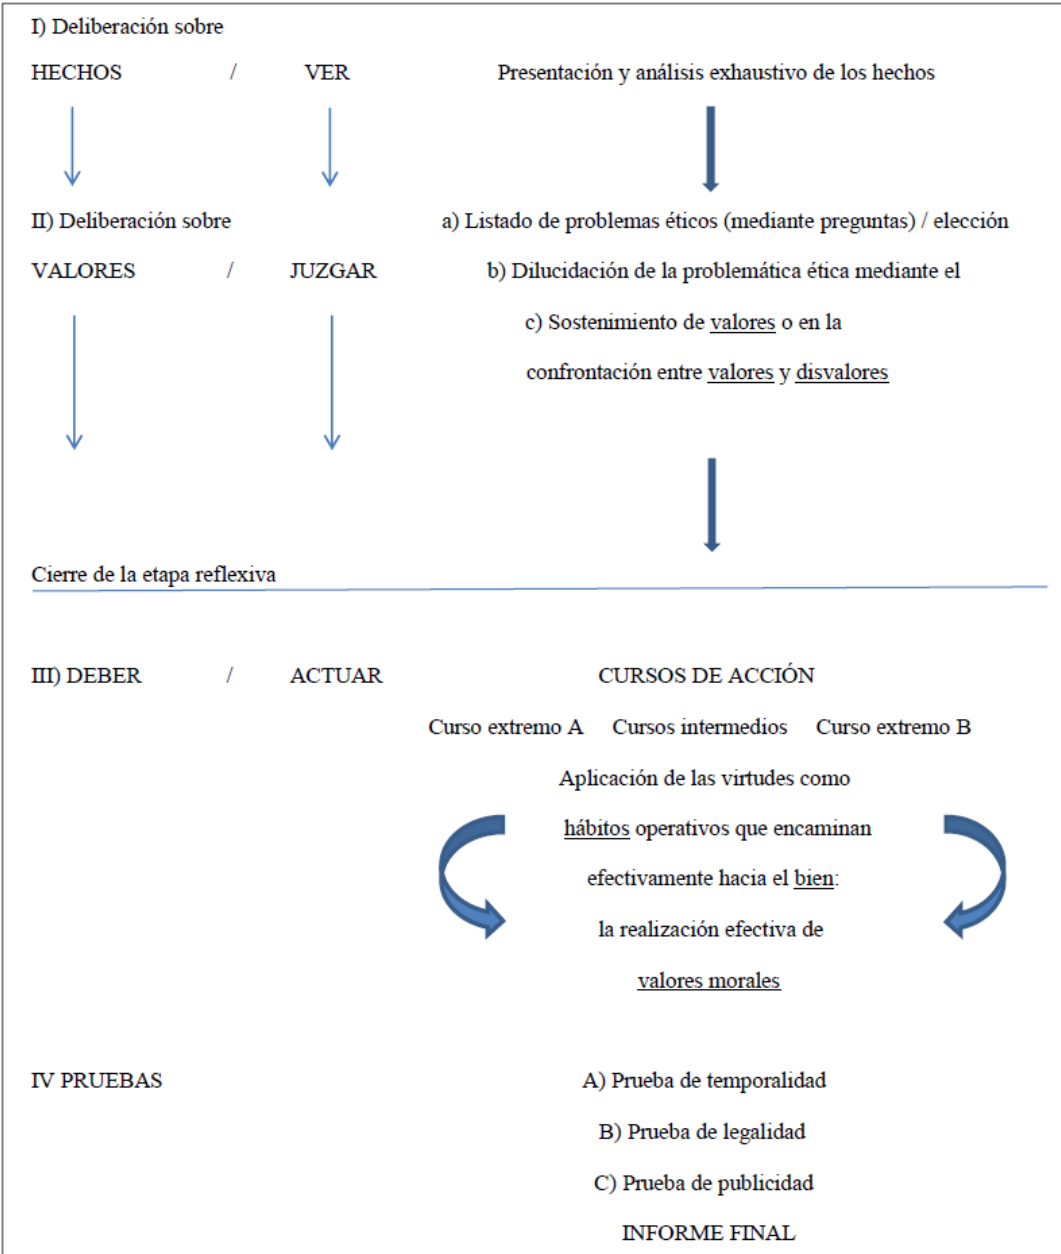 I) Deliberación sobre
HECHOS / VER Presentación y análisis exhaustivo de los hechos
II) Deliberación sobre a) Listado de problemas éticos (mediante preguntas) / elección
VALORES / JUZGAR b) Dilucidación de la problemática ética mediante el
c) Sostenimiento de valores o en la
confrontación entre valores y disvalores
Cierre de la etapa reflexiva
III) DEBER / ACTUAR CURSOS DE ACCIÓN
Curso extremo A Cursos intermedios Curso extremo B
Aplicación de las virtudes como
hábitos operativos que encaminan
efectivamente hacia el bien:
la realización efectiva de
valores morales
IV PRUEBAS A) Prueba de temporalidad
B) Prueba de legalidad
C) Prueba de publicidad
INFORME FINAL